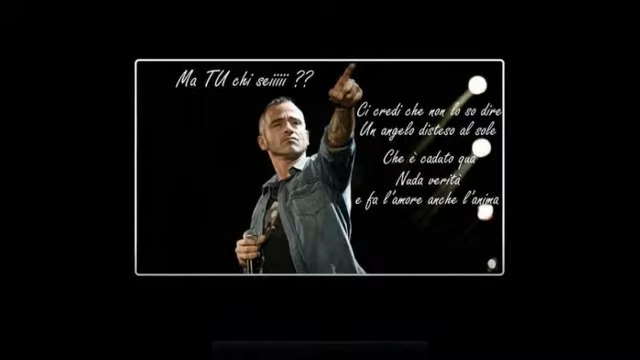 Ma TU chi seiiiii ??
Ci credi che non lo so dire
Un angelo disteso al sole
Che è caduto qua
Nuda verità
e fa l'amore anche l'anima